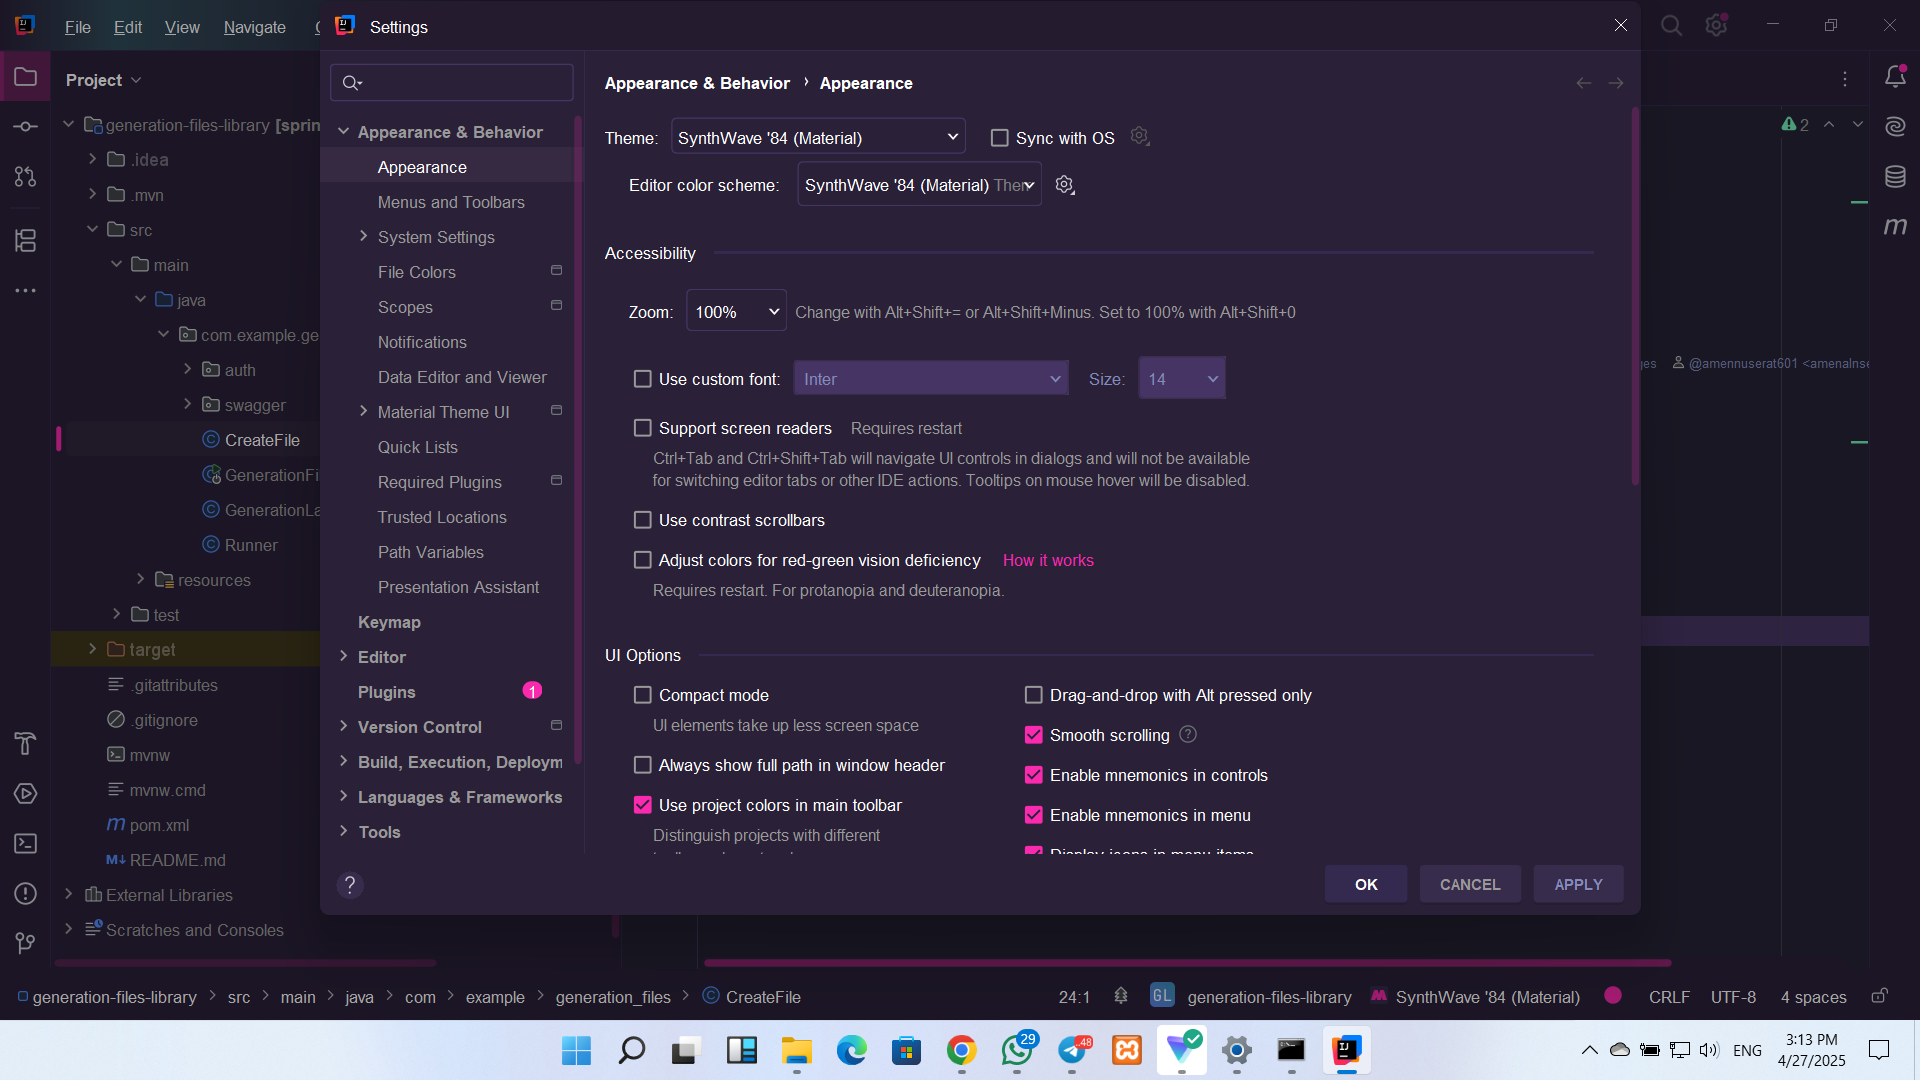 File Edit View Navigate
Settings
Project
generation-files-library [sprin
.idea
.mvn
src
main
java
com.example.ge
auth
swagger
CreateFile
GenerationFi
GenerationLa
Runner
resources
test
target
.gitattributes
.gitignore
mvnw
mvnw.cmd
pom.xml
README.md
External Libraries
Scratches and Consoles
Appearance & Behavior
Appearance
Menus and Toolbars
System Settings
File Colors
Scopes
Notifications
Data Editor and Viewer
Material Theme UI
Quick Lists
Required Plugins
Trusted Locations
Path Variables
Presentation Assistant
Keymap
Editor
Plugins 1
Version Control
Build, Execution, Deploym
Languages & Frameworks
Tools
?
Appearance & Behavior › Appearance
Theme: SynthWave '84 (Material) Sync with OS
Editor color scheme: SynthWave '84 (Material) Them
Accessibility
Zoom: 100% Change with Alt+Shift+= or Alt+Shift+Minus. Set to 100% with Alt+Shift+0
Use custom font: Inter Size: 14
Support screen readers Requires restart
Ctrl+Tab and Ctrl+Shift+Tab will navigate UI controls in dialogs and will not be available
for switching editor tabs or other IDE actions. Tooltips on mouse hover will be disabled.
Use contrast scrollbars
Adjust colors for red-green vision deficiency How it works
Requires restart. For protanopia and deuteranopia.
UI Options
Compact mode
UI elements take up less screen space
Always show full path in window header
Use project colors in main toolbar
Distinguish projects with different
Drag-and-drop with Alt pressed only
Smooth scrolling ?
Enable mnemonics in controls
Enable mnemonics in menu
Display icons in menu items
OK CANCEL APPLY
2
ges @amennuserat601 <amenalnse
m
generation-files-library › src › main › java › com › example › generation_files › CreateFile
24:1 GL generation-files-library SynthWave '84 (Material) CRLF UTF-8 4 spaces
29 48 ENG
3:13 PM
4/27/2025